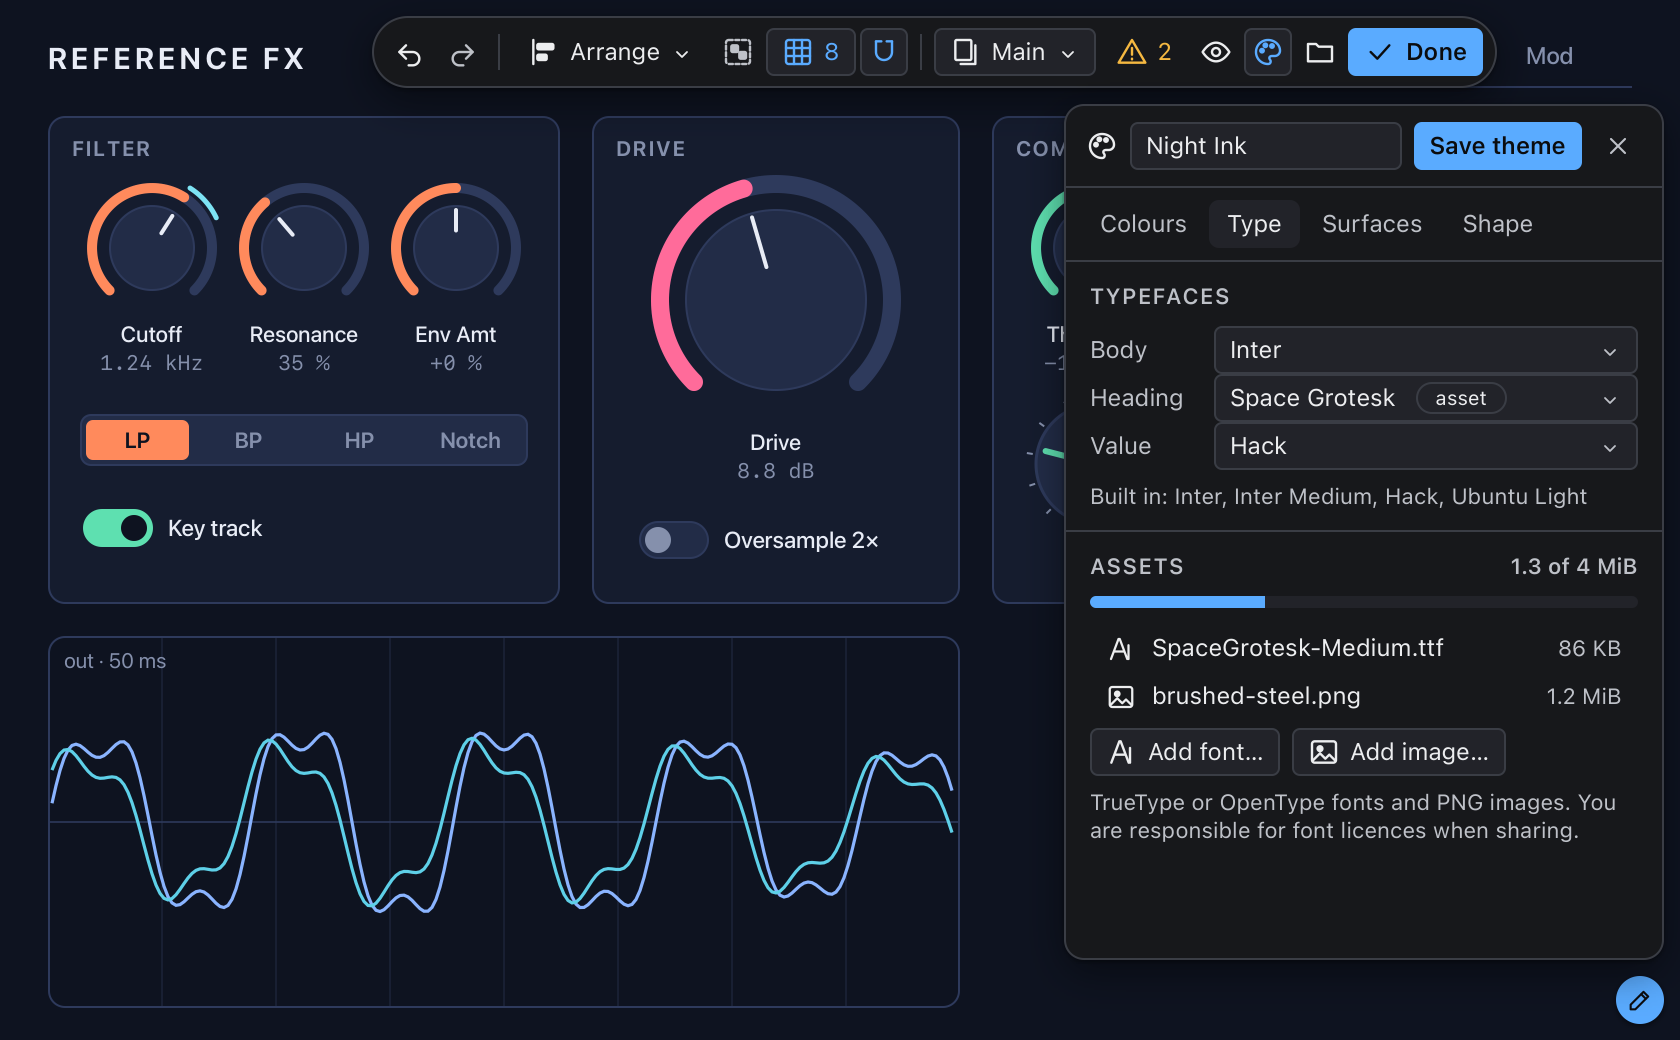 REFERENCE FX
Arrange
8
Main
2
Done
Mod
FILTER
Cutoff
1.24 kHz
Resonance
35 %
Env Amt
+0 %
LP BP HP Notch
Key track
DRIVE
Drive
8.8 dB
Oversample 2×
COM
Th
−1
out · 50 ms
Night Ink
Save theme
Colours Type Surfaces Shape
TYPEFACES
Body Inter
Heading Space Grotesk asset
Value Hack
Built in: Inter, Inter Medium, Hack, Ubuntu Light
ASSETS 1.3 of 4 MiB
SpaceGrotesk-Medium.ttf 86 KB
brushed-steel.png 1.2 MiB
Add font... Add image...
TrueType or OpenType fonts and PNG images. You
are responsible for font licences when sharing.